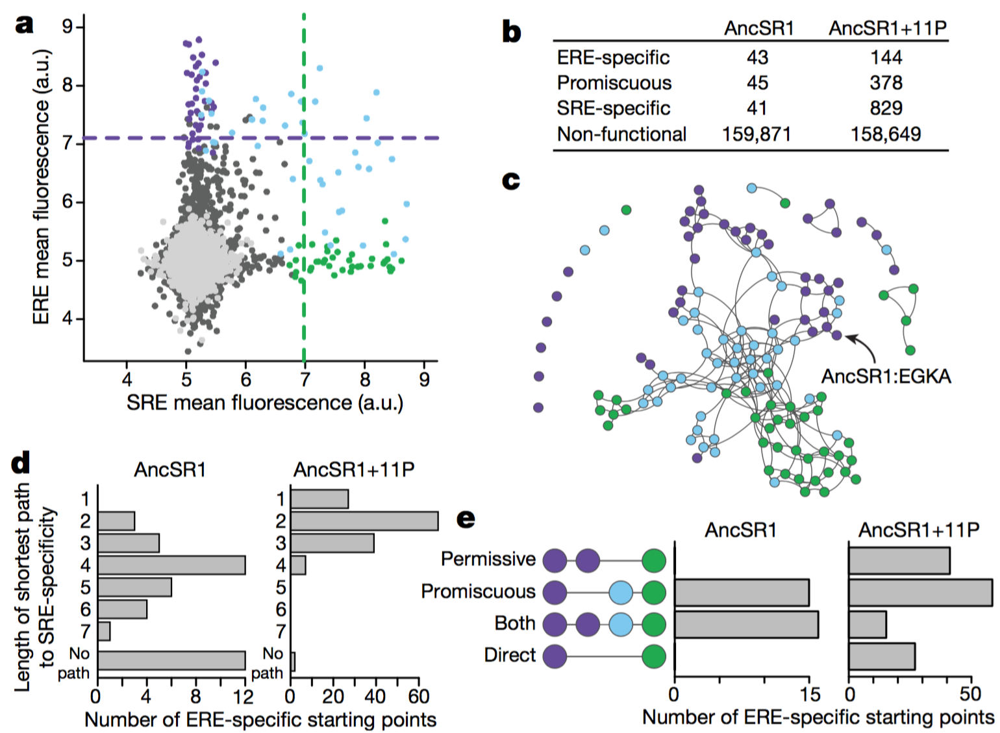 a
9
8
7
6
5
4
ERE mean fluorescence (a.u.)
4 5 6 7 8 9
SRE mean fluorescence (a.u.)
b
AncSR1 AncSR1+11P
ERE-specific 43 144
Promiscuous 45 378
SRE-specific 41 829
Non-functional 159,871 158,649
c
AncSR1:EGKA
d
AncSR1 AncSR1+11P
Length of shortest path
to SRE-specificity
1 1
2 2
3 3
4 4
5 5
6 6
7 7
No No
path path
0 4 8 12 0 20 40 60
Number of ERE-specific starting points
e
AncSR1 AncSR1+11P
Permissive
Promiscuous
Both
Direct
0 15 0 50
Number of ERE-specific starting points